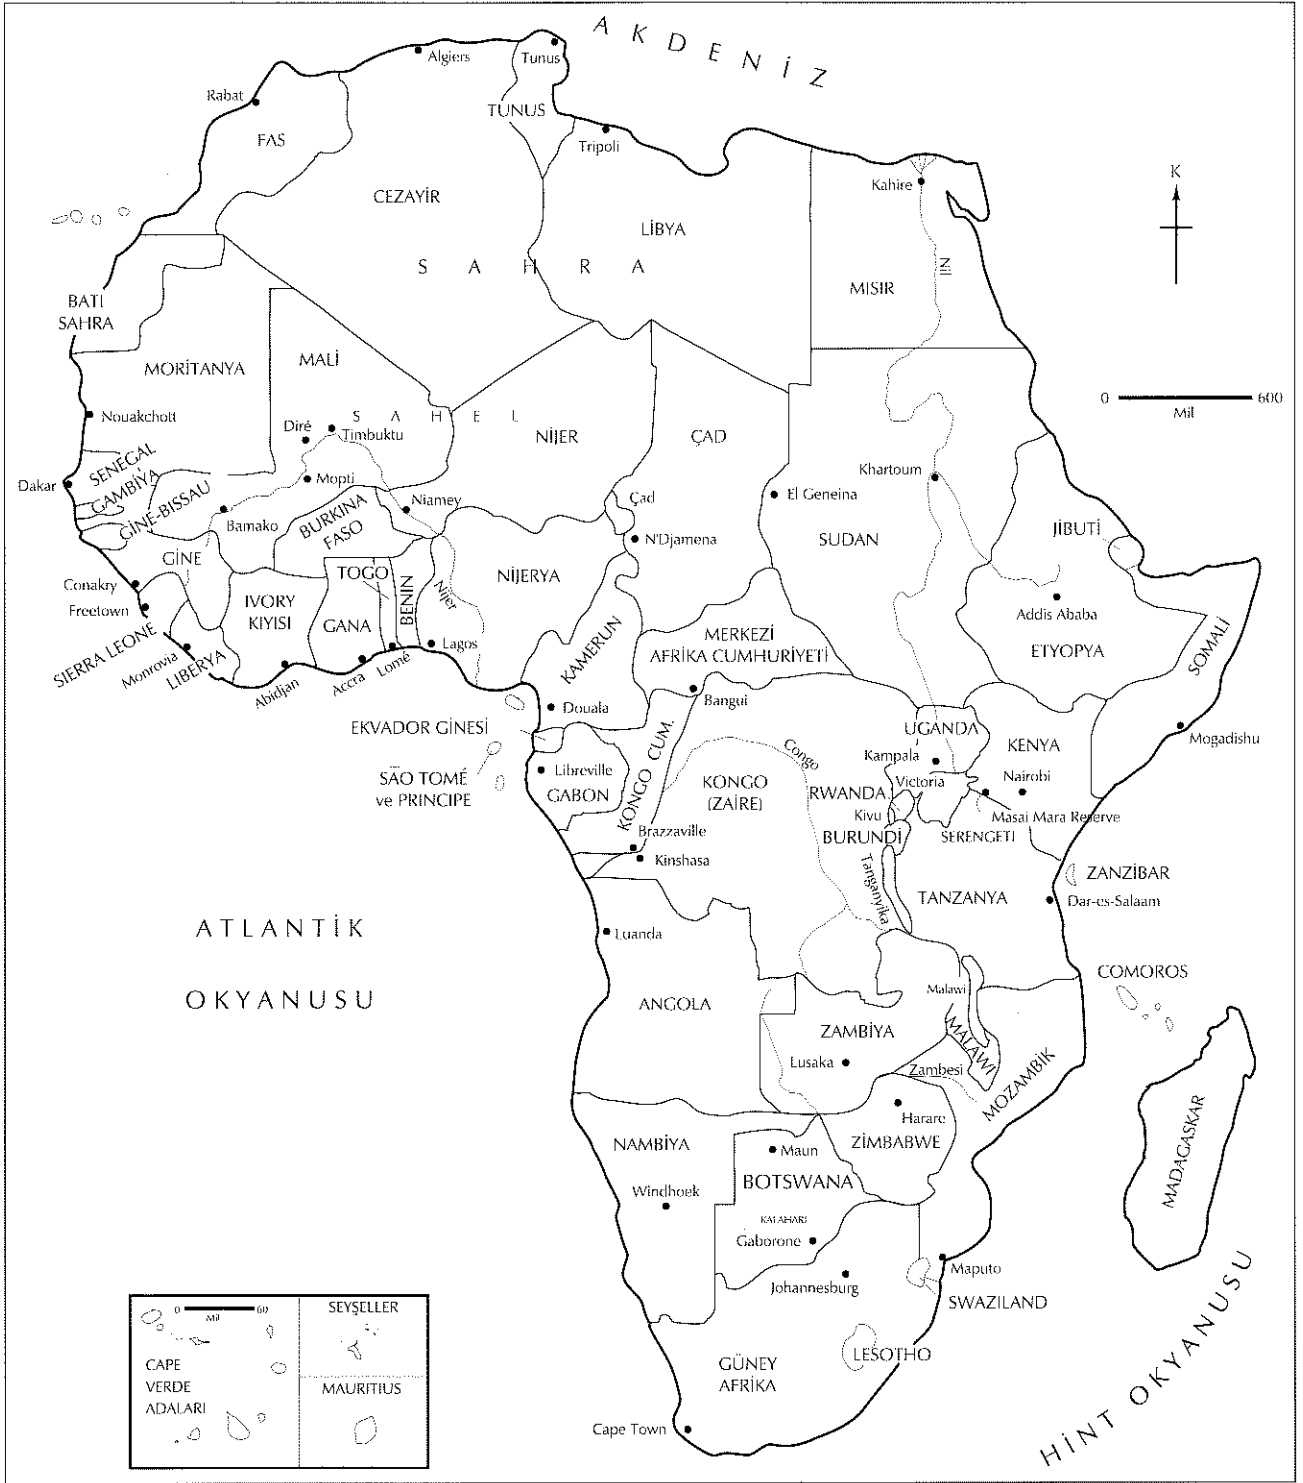 AKDENİZ
Algiers
Tunus
Rabat
TUNUS
FAS
Tripoli
Kahire
K
CEZAYİR
LİBYA
SAHRA
Nil
MISIR
BATI
SAHRA
MORİTANYA
MALİ
0 600
Mil
Nouakchott
SAHEL
Diré
Timbuktu
NİJER
ÇAD
Khartoum
SENEGAL
Dakar
GAMBİYA
Mopti
Niamey
Çad
El Geneina
GİNE-BISSAU
Bamako
BURKINA
FASO
N'Djamena
SUDAN
JİBUTİ
GİNE
TOGO
NİJERYA
Conakry
Freetown
IVORY
KIYISI
GANA
BENIN
Nijer
Addis Ababa
MERKEZİ
AFRİKA CUMHURİYETİ
ETYOPYA
SOMALİ
SIERRA LEONE
Monrovia
LIBERYA
Abidjan
Accra
Lomé
Lagos
KAMERUN
Douala
Bangui
EKVADOR GİNESİ
UGANDA
KENYA
Mogadishu
Congo
Kampala
SÃO TOMÉ
ve PRINCIPE
Libreville
GABON
KONGO CUM.
KONGO
(ZAİRE)
RWANDA
Victoria
Nairobi
Kivu
Masai Mara Reserve
Brazzaville
BURUNDİ
SERENGETİ
Kinshasa
Tanganyika
ZANZİBAR
TANZANYA
Dar-es-Salaam
ATLANTİK
OKYANUSU
Luanda
COMOROS
ANGOLA
Malawi
ZAMBİYA
MALAWI
Lusaka
Zambesi
MOZAMBİK
Harare
ZİMBABWE
NAMBİYA
Maun
BOTSWANA
MADAGASKAR
Windhoek
KALAHARI
Gaborone
Maputo
Johannesburg
SWAZILAND
HİNT OKYANUSU
LESOTHO
GÜNEY
AFRİKA
Cape Town
0 60
Mil
SEYŞELLER
CAPE
VERDE
ADALARI
MAURITIUS